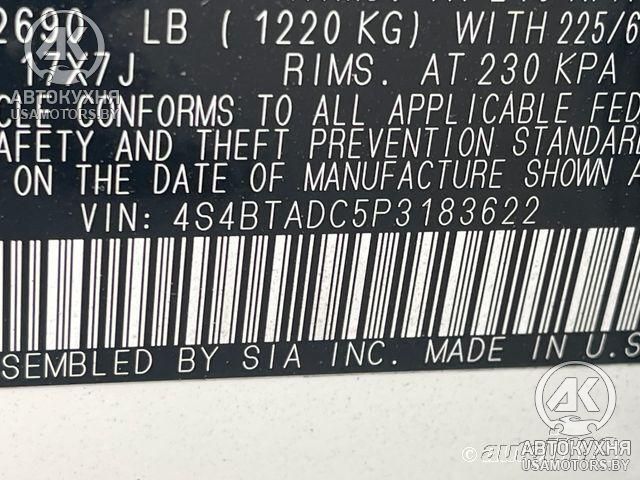 2690 LB ( 1220 KG) WITH 225/6
17X7J RIMS. AT 230 KPA
CLE CONFORMS TO ALL APPLICABLE FED
AFETY AND THEFT PREVENTION STANDARD
ON THE DATE OF MANUFACTURE SHOWN A
VIN: 4S4BTADC5P3183622
SEMBLED BY SIA INC. MADE IN U.S
АВТОКУХНЯ
USAMOTORS.BY
АВТОКУХНЯ
USAMOTORS.BY